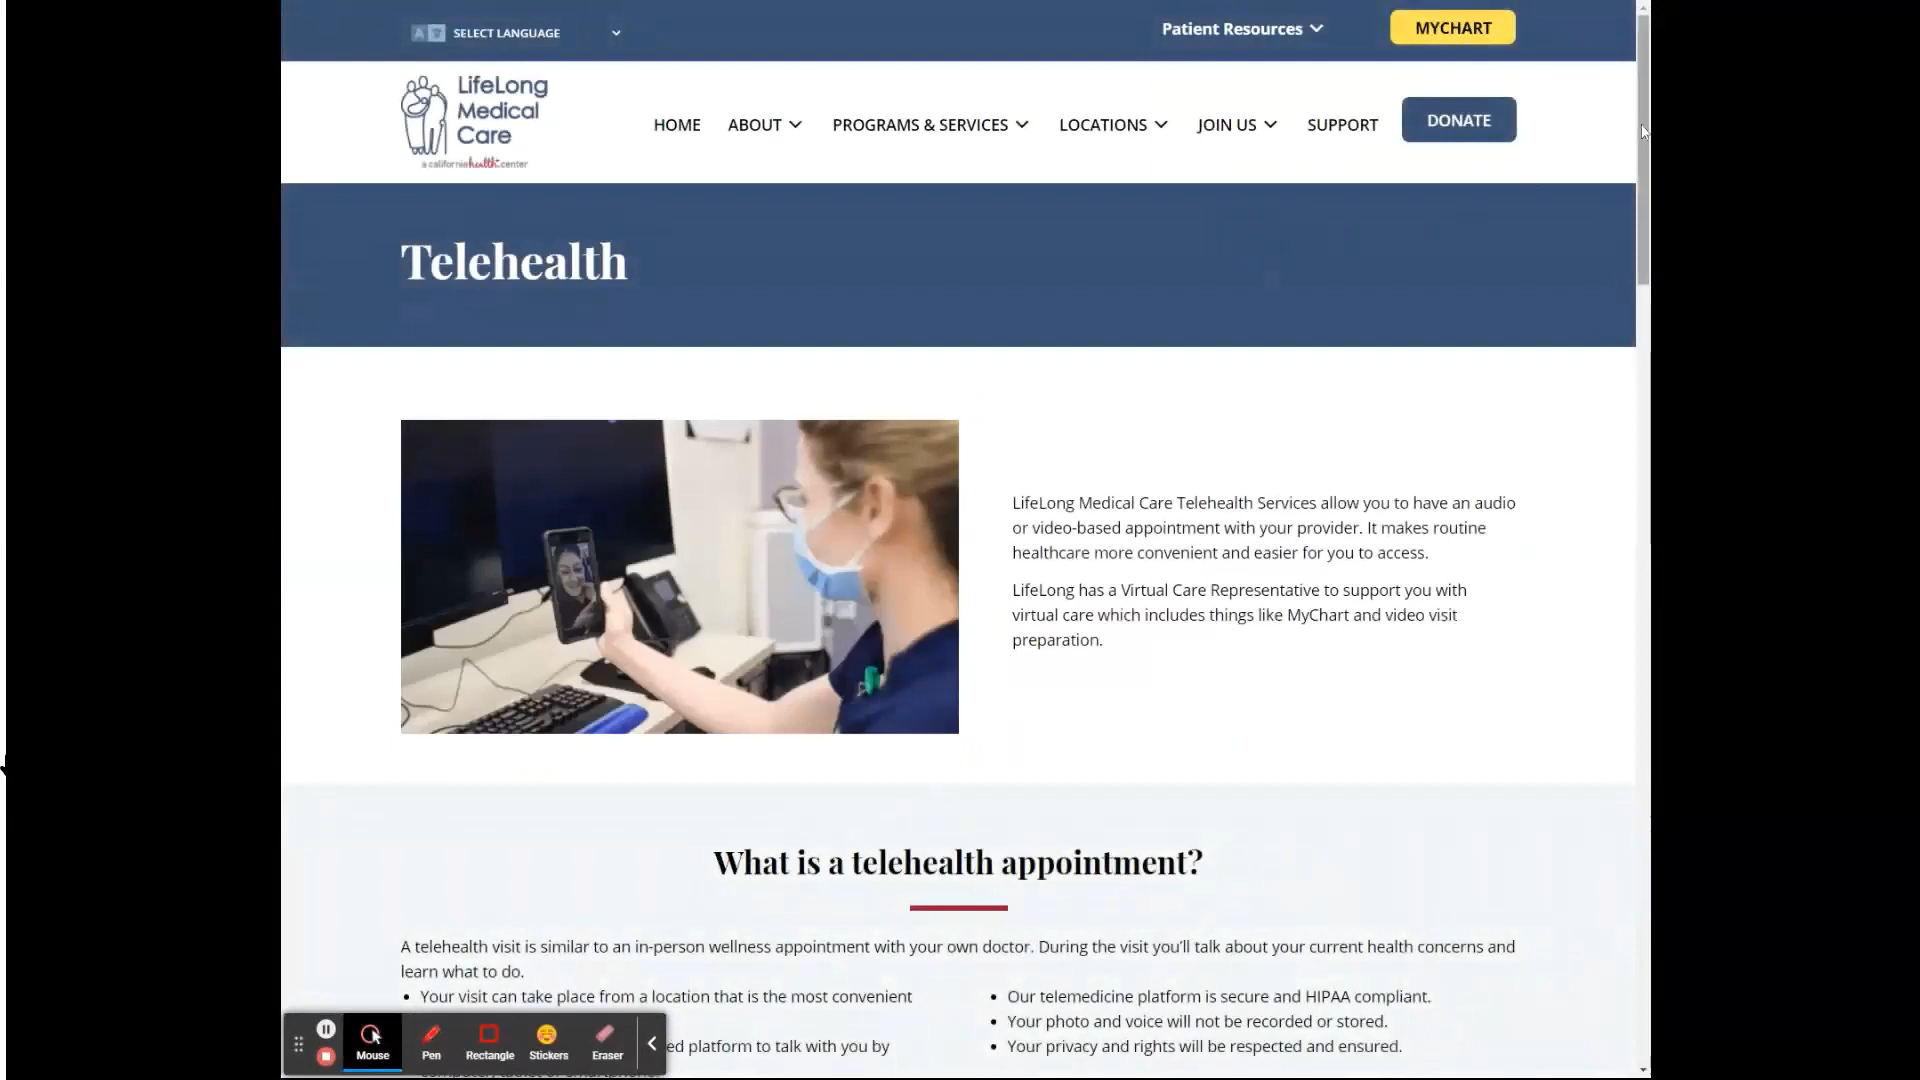 SELECT LANGUAGE
Patient Resources
MYCHART
LifeLong
Medical
Care
a california health+ center
HOME
ABOUT
PROGRAMS & SERVICES
LOCATIONS
JOIN US
SUPPORT
DONATE
Telehealth
LifeLong Medical Care Telehealth Services allow you to have an audio
or video-based appointment with your provider. It makes routine
healthcare more convenient and easier for you to access.
LifeLong has a Virtual Care Representative to support you with
virtual care which includes things like MyChart and video visit
preparation.
What is a telehealth appointment?
A telehealth visit is similar to an in-person wellness appointment with your own doctor. During the visit you'll talk about your current health concerns and
learn what to do.
• Your visit can take place from a location that is the most convenient
ed platform to talk with you by
• Our telemedicine platform is secure and HIPAA compliant.
• Your photo and voice will not be recorded or stored.
• Your privacy and rights will be respected and ensured.
Mouse
Pen
Rectangle
Stickers
Eraser